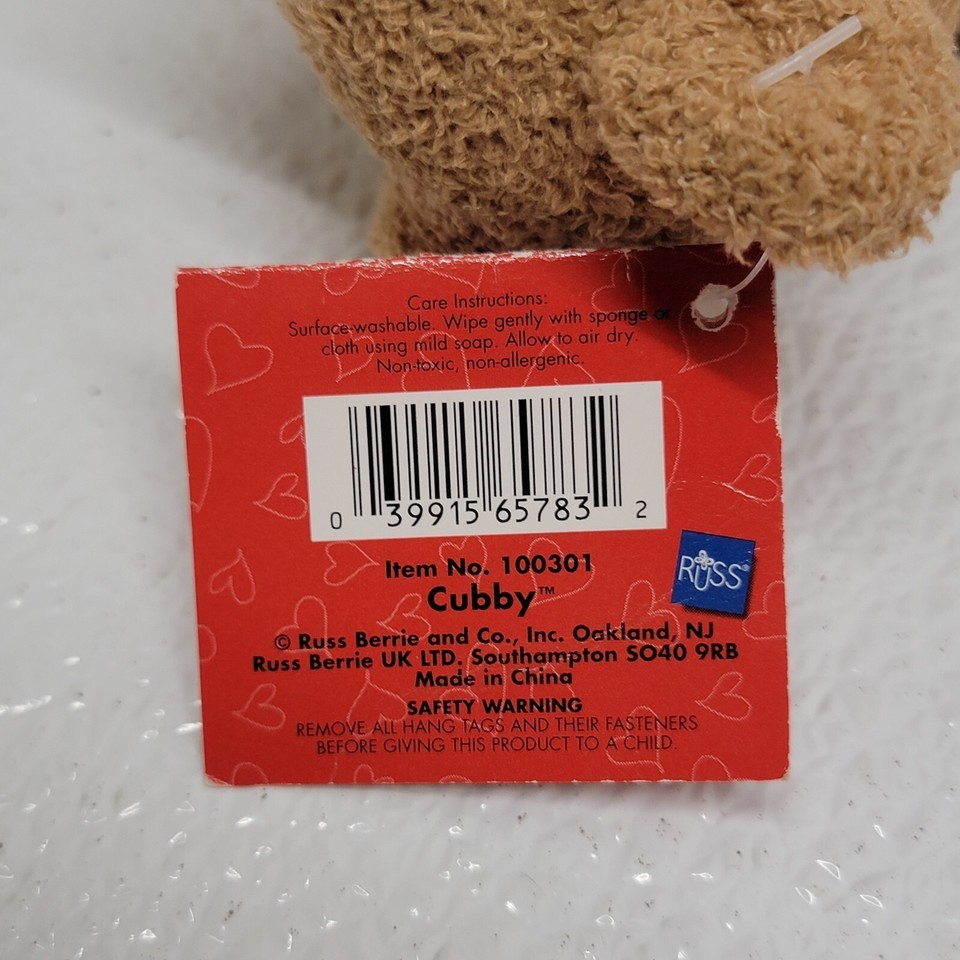 Care Instructions:
Surface-washable. Wipe gently with sponge or
cloth using mild soap. Allow to air dry.
Non-toxic, non-allergenic.
0 39915 65783 2
Item No. 100301
Cubby™
RUSS®
© Russ Berrie and Co., Inc. Oakland, NJ
Russ Berrie UK LTD. Southampton SO40 9RB
Made in China
SAFETY WARNING
REMOVE ALL HANG TAGS AND THEIR FASTENERS
BEFORE GIVING THIS PRODUCT TO A CHILD.